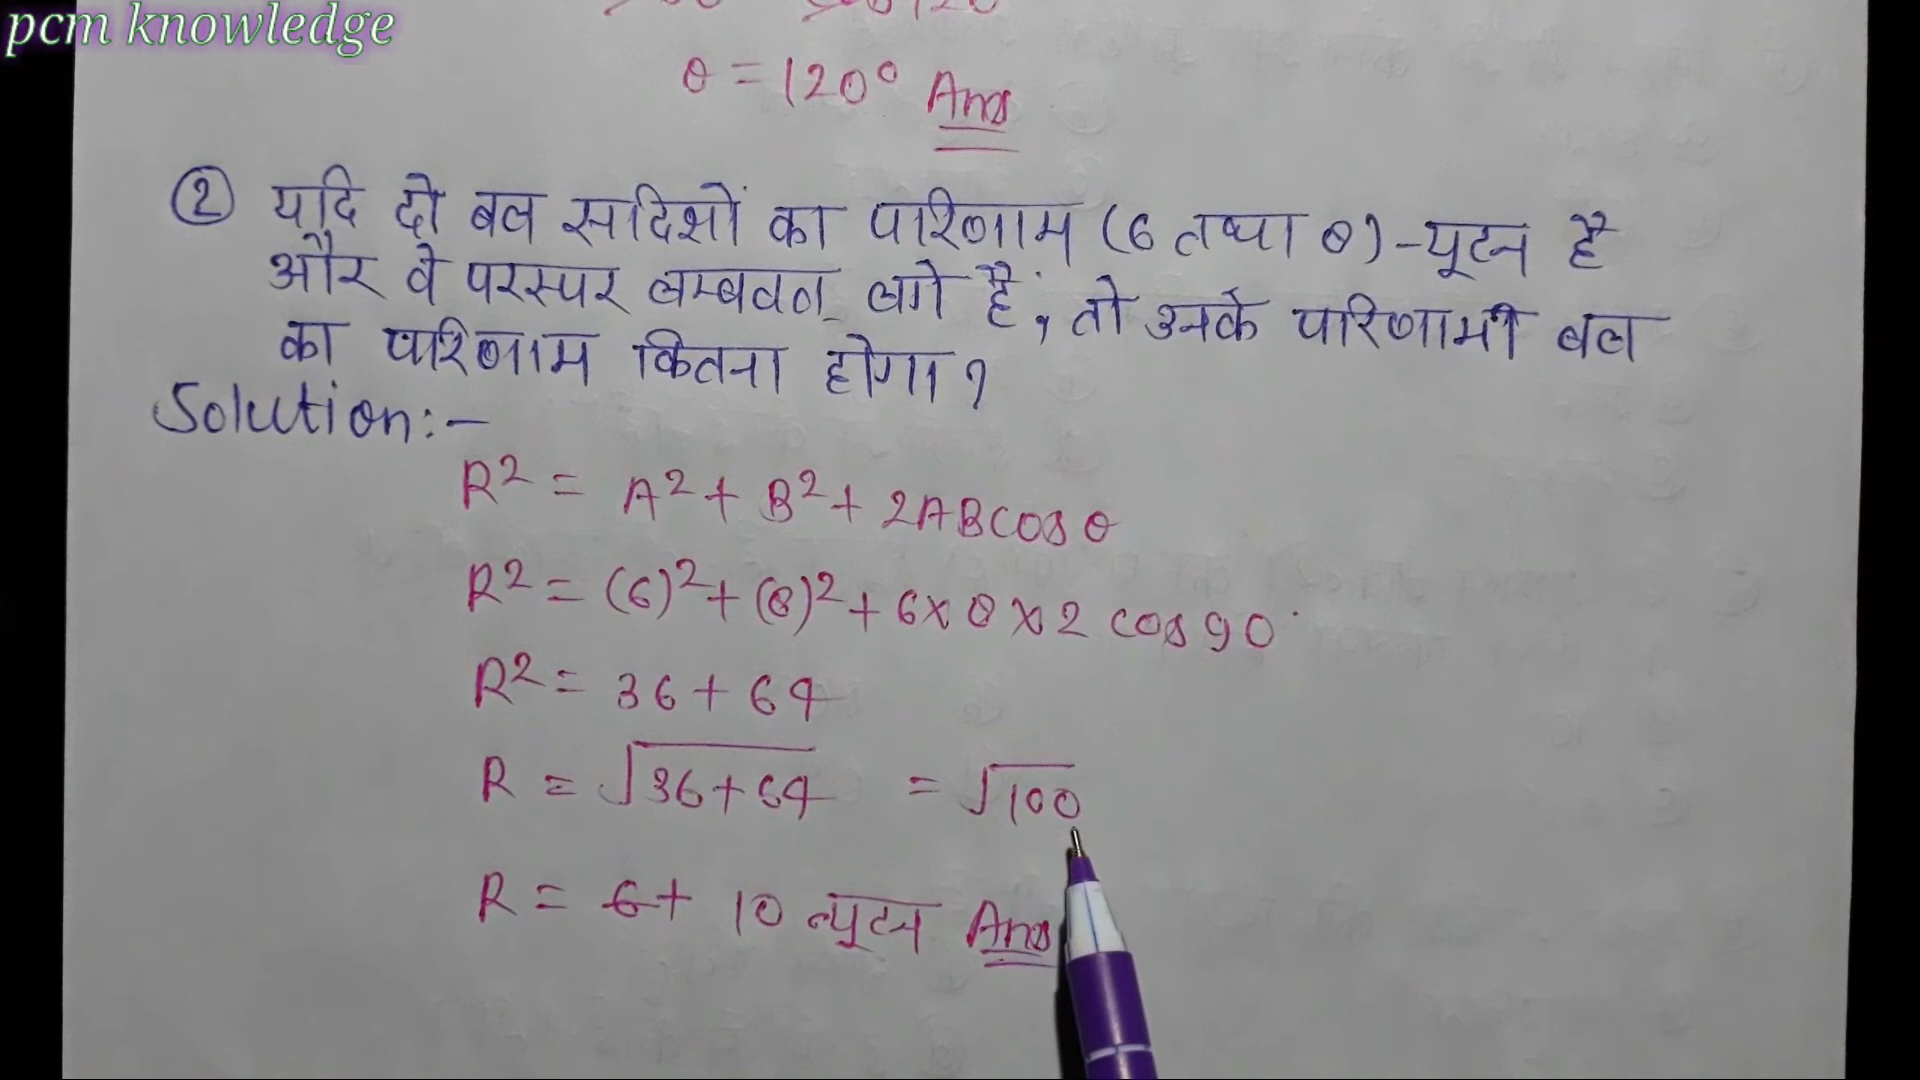 pcm knowledge
θ = 120° Ans
② यदि दो बल सदिशों का परिणाम (6 तथा 8) न्यूटन है
और वे परस्पर लम्बवत् लगे हैं, तो उनके परिणामी बल
का परिणाम कितना होगा?
Solution:-
R² = A² + B² + 2ABcosθ
R² = (6)² + (8)² + 6×8×2 cos90°
R² = 36 + 64
R = √36+64 = √100
R = 6+ 10 न्यूटन Ans